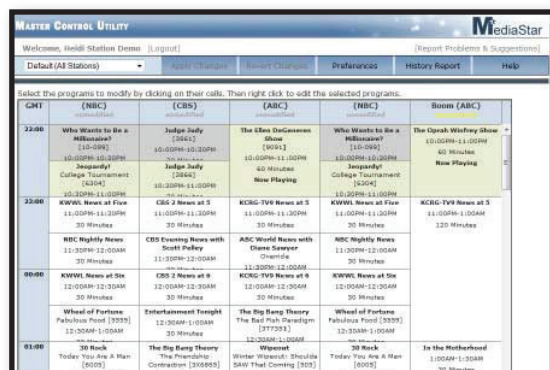 MASTER CONTROL UTILITY
MediaStar
Welcome, Heidi Station Demo [Logout]
[Report Problems & Suggestions]
Default (All Stations) Apply Changes Revert Changes Preferences History Report Help
Select the programs to modify by clicking on their cells. Then right click to edit the selected programs.
GMT (NBC) (CBS) (ABC) (NBC) Boom (ABC)
unmodified unmodified unmodified unmodified
22:00
Who Wants to Be a Millionaire?
[10-099]
10:00PM-10:30PM
Jeopardy!
College Tournament
[6304]
10:30PM-11:00PM
Judge Judy
[3861]
10:00PM-10:30PM
Judge Judy
[3866]
10:30PM-11:00PM
The Ellen DeGeneres Show
[9091]
10:00PM-11:00PM
60 Minutes
Now Playing
Who Wants to Be a Millionaire?
[10-099]
10:00PM-10:30PM
Jeopardy!
College Tournament
[6304]
10:30PM-11:00PM
The Oprah Winfrey Show
10:00PM-11:00PM
60 Minutes
Now Playing
23:00
KWWL News at Five
11:00PM-11:30PM
30 Minutes
NBC Nightly News
11:30PM-12:00AM
30 Minutes
CBS 2 News at 5
11:00PM-11:30PM
30 Minutes
CBS Evening News with Scott Pelley
11:30PM-12:00AM
KCRG-TV9 News at 5
11:00PM-11:30PM
30 Minutes
ABC World News with Diane Sawyer
Override
11:30PM-12:00AM
KWWL News at Five
11:00PM-11:30PM
30 Minutes
NBC Nightly News
11:30PM-12:00AM
30 Minutes
KCRG-TV9 News at 5
11:00PM-1:00AM
120 Minutes
00:00
KWWL News at Six
12:00AM-12:30AM
30 Minutes
Wheel of Fortune
Fabulous Food [5555]
12:30AM-1:00AM
30 Minutes
CBS 2 News at 6
12:00AM-12:30AM
30 Minutes
Entertainment Tonight
12:30AM-1:00AM
30 Minutes
KCRG-TV9 News at 6
12:00AM-12:30AM
30 Minutes
The Big Bang Theory
The Bad Fish Paradigm
[3T7351]
12:30AM-1:00AM
KWWL News at Six
12:00AM-12:30AM
30 Minutes
Wheel of Fortune
Fabulous Food [5555]
12:30AM-1:00AM
30 Minutes
01:00
30 Rock
Today You Are A Man
[6005]
The Big Bang Theory
The Friendship
Contraction [3X6865]
Wipeout
Winter Wipeout: Shoulda
SAW That Coming [509]
30 Rock
Today You Are A Man
[6005]
In the Motherhood
1:00AM-1:30AM
30 Minutes